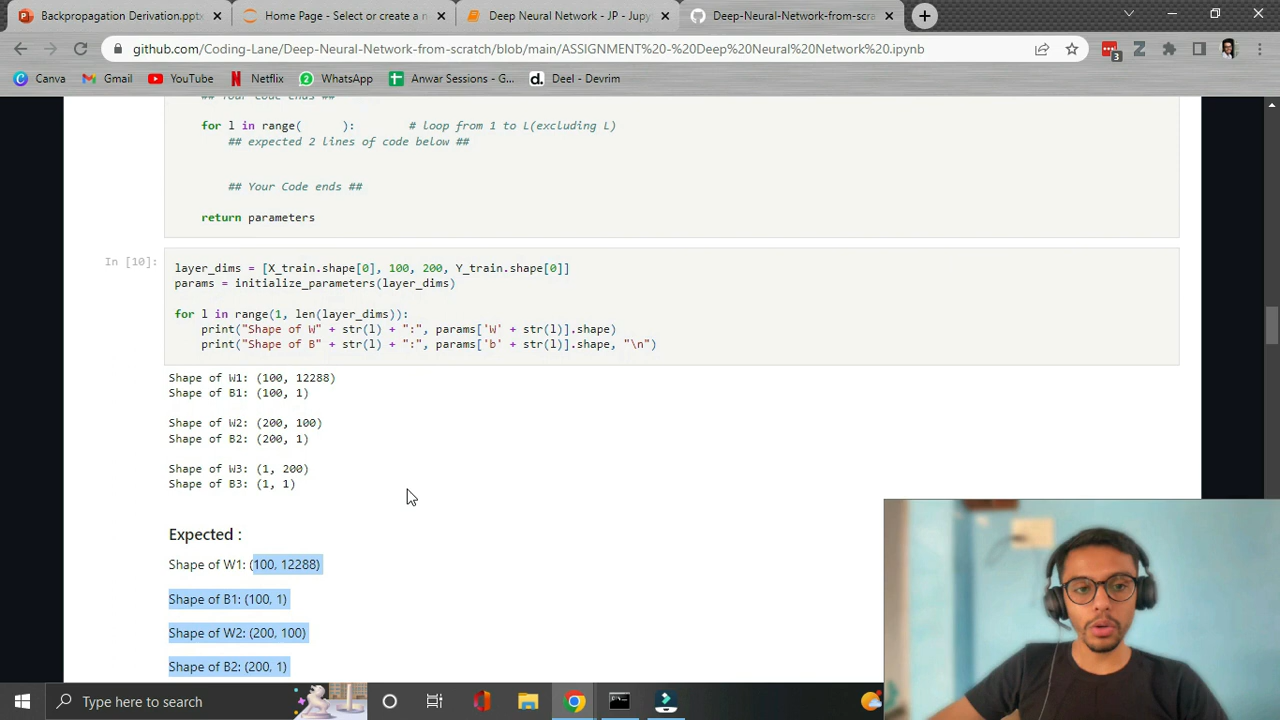 Backpropagation Derivation.pptx
Home Page - Select or create a n
Deep Neural Network - JP - Jupyt
Deep-Neural-Network-from-scra
github.com/Coding-Lane/Deep-Neural-Network-from-scratch/blob/main/ASSIGNMENT%20-%20Deep%20Neural%20Network%20.ipynb
3
Canva
Gmail
YouTube
Netflix
2
WhatsApp
Anwar Sessions - G...
d.
Deel - Devrim
## Your Code ends ##
for l in range(      ):        # loop from 1 to L(excluding L)
## expected 2 lines of code below ##
## Your Code ends ##
return parameters
In [10]:
layer_dims = [X_train.shape[0], 100, 200, Y_train.shape[0]]
params = initialize_parameters(layer_dims)
for l in range(1, len(layer_dims)):
print("Shape of W" + str(l) + ":", params['W' + str(l)].shape)
print("Shape of B" + str(l) + ":", params['b' + str(l)].shape, "\n")
Shape of W1: (100, 12288)
Shape of B1: (100, 1)
Shape of W2: (200, 100)
Shape of B2: (200, 1)
Shape of W3: (1, 200)
Shape of B3: (1, 1)
Expected :
Shape of W1: (100, 12288)
Shape of B1: (100, 1)
Shape of W2: (200, 100)
Shape of B2: (200, 1)
Type here to search